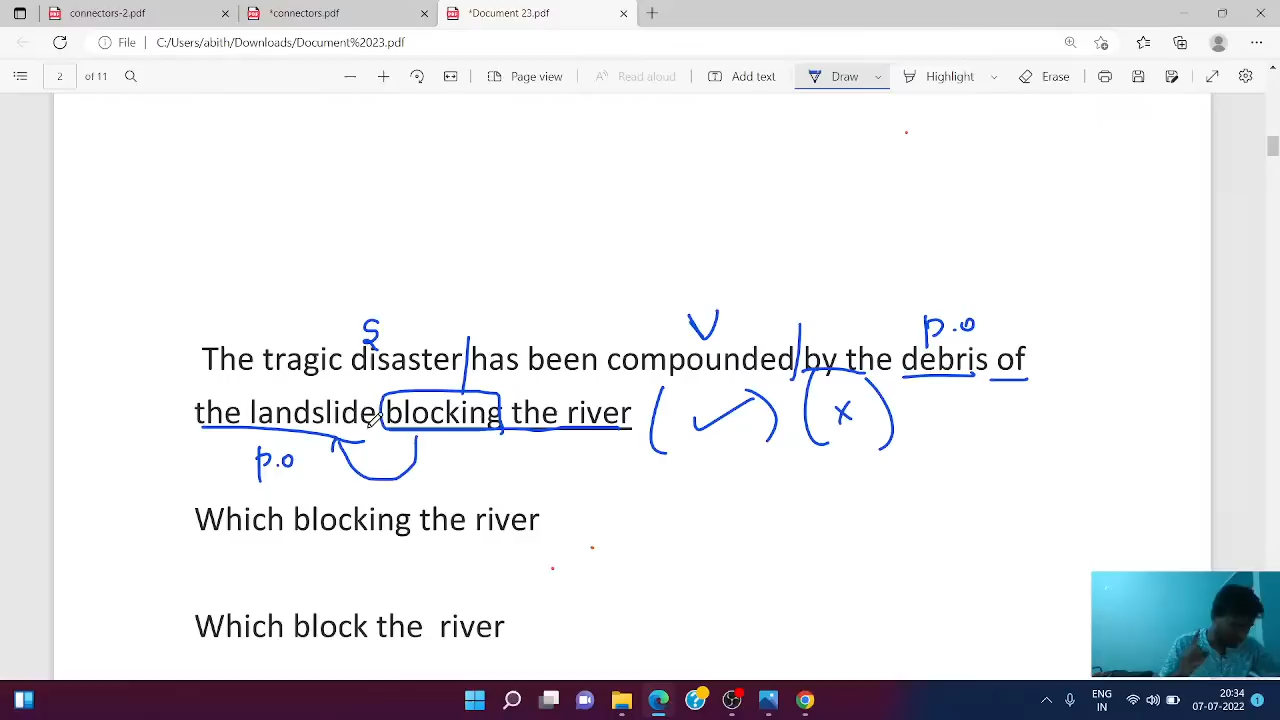 connectors-2.pdf
*connectors.pdf
*Document 23.pdf
File C:/Users/abith/Downloads/Document%2023.pdf
2 of 11
Page view
Read aloud
Add text
Draw
Highlight
Erase
S V p.o
The tragic disaster has been compounded by the debris of
the landslide blocking the river
p.o
Which blocking the river
Which block the river
ENG
IN
20:34
07-07-2022
1